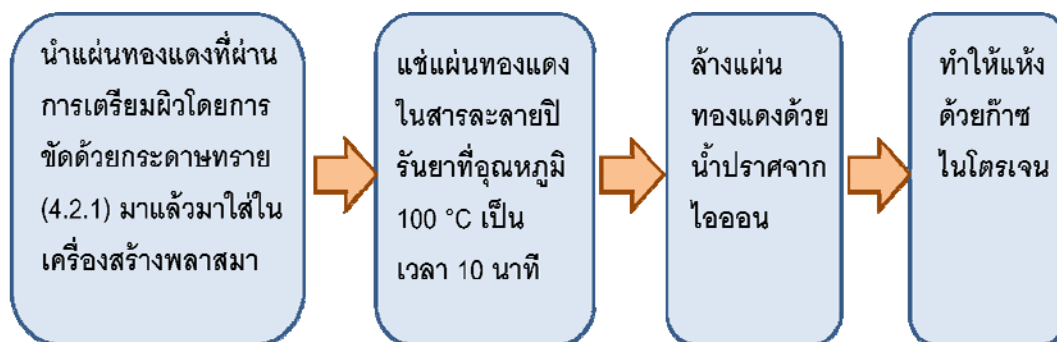 นำแผ่นทองแดงที่ผ่าน
การเตรียมผิวโดยการ
ขัดด้วยกระดาษทราย
(4.2.1) มาแล้วมาใส่ใน
เครื่องสร้างพลาสมา
แช่แผ่นทองแดง
ในสารละลายปิ
รันยาที่อุณหภูมิ
100 °C เป็น
เวลา 10 นาที
ล้างแผ่น
ทองแดงด้วย
น้ำปราศจาก
ไอออน
ทำให้แห้ง
ด้วยก๊าซ
ไนโตรเจน